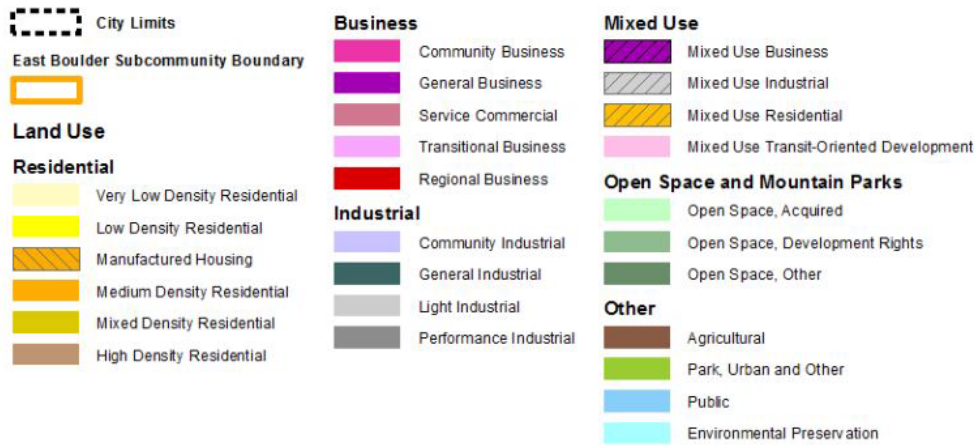 City Limits
East Boulder Subcommunity Boundary
Land Use
Residential
Very Low Density Residential
Low Density Residential
Manufactured Housing
Medium Density Residential
Mixed Density Residential
High Density Residential
Business
Community Business
General Business
Service Commercial
Transitional Business
Regional Business
Industrial
Community Industrial
General Industrial
Light Industrial
Performance Industrial
Mixed Use
Mixed Use Business
Mixed Use Industrial
Mixed Use Residential
Mixed Use Transit-Oriented Development
Open Space and Mountain Parks
Open Space, Acquired
Open Space, Development Rights
Open Space, Other
Other
Agricultural
Park, Urban and Other
Public
Environmental Preservation